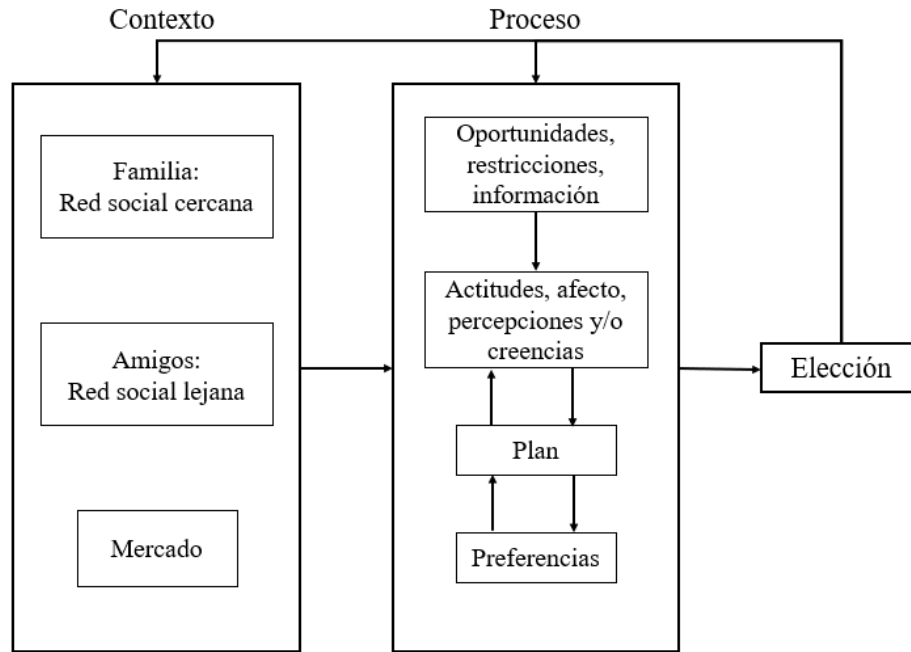 Contexto
Proceso
Familia:
Red social cercana
Amigos:
Red social lejana
Mercado
Oportunidades,
restricciones,
información
Actitudes, afecto,
percepciones y/o
creencias
Plan
Preferencias
Elección